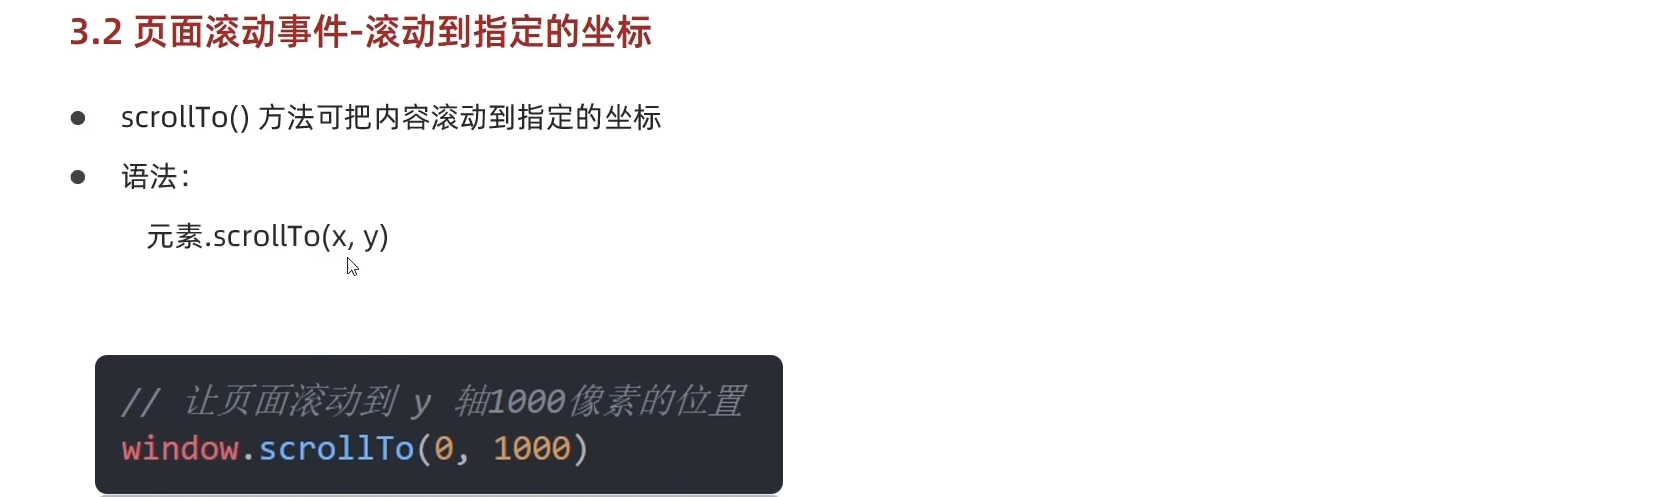 3.2 页面滚动事件-滚动到指定的坐标
● scrollTo() 方法可把内容滚动到指定的坐标
● 语法：
元素.scrollTo(x, y)
// 让页面滚动到 y 轴1000像素的位置
window.scrollTo(0, 1000)